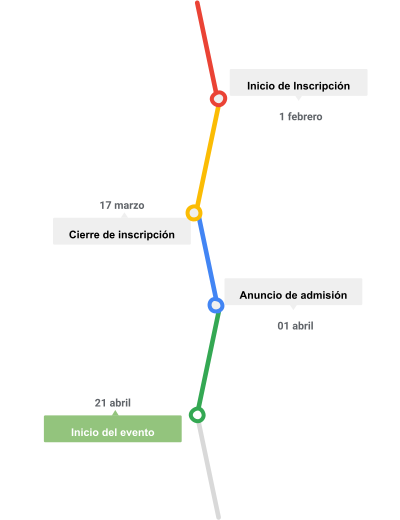 Inicio de Inscripción
1 febrero
17 marzo
Cierre de inscripción
Anuncio de admisión
01 abril
21 abril
Inicio del evento